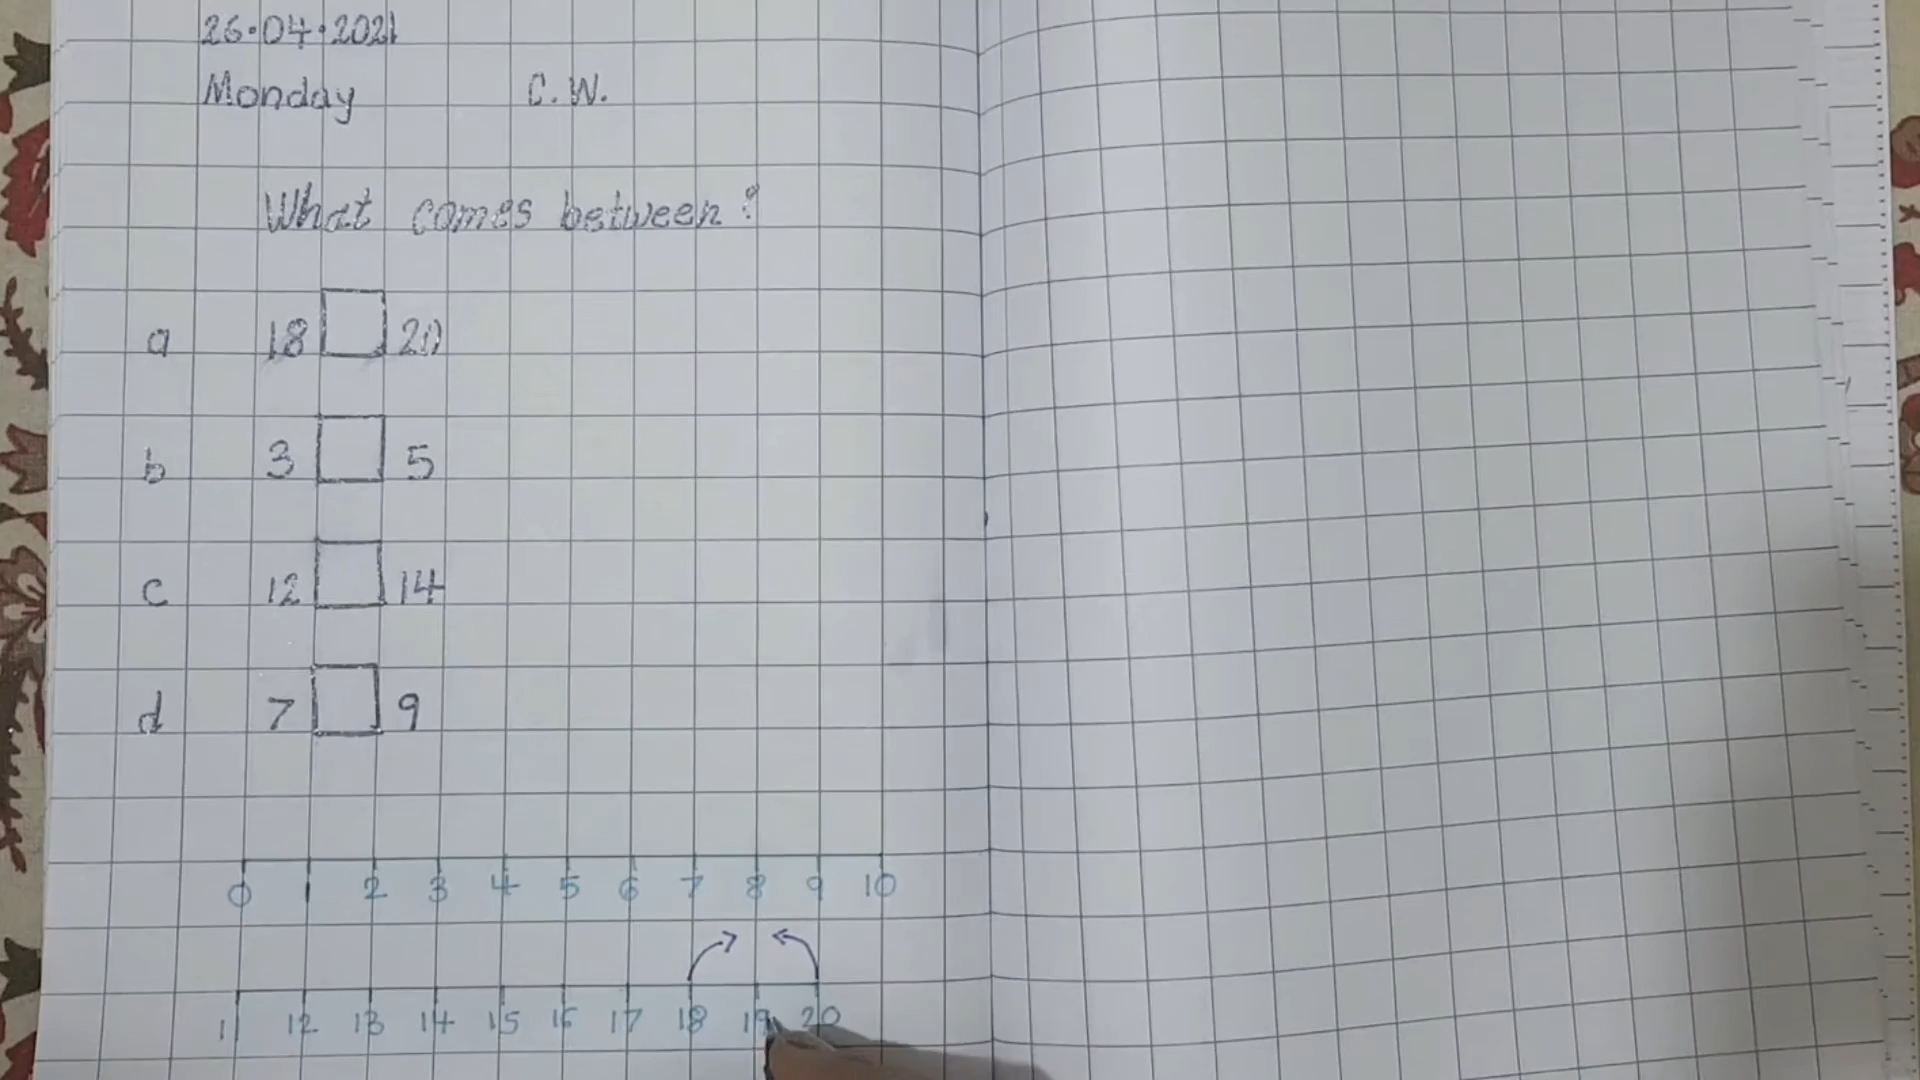 26.04.2021
Monday C.W.
What comes between?
a 18 20
b 3 5
c 12 14
d 7 9
0 1 2 3 4 5 6 7 8 9 10
11 12 13 14 15 16 17 18 19 20